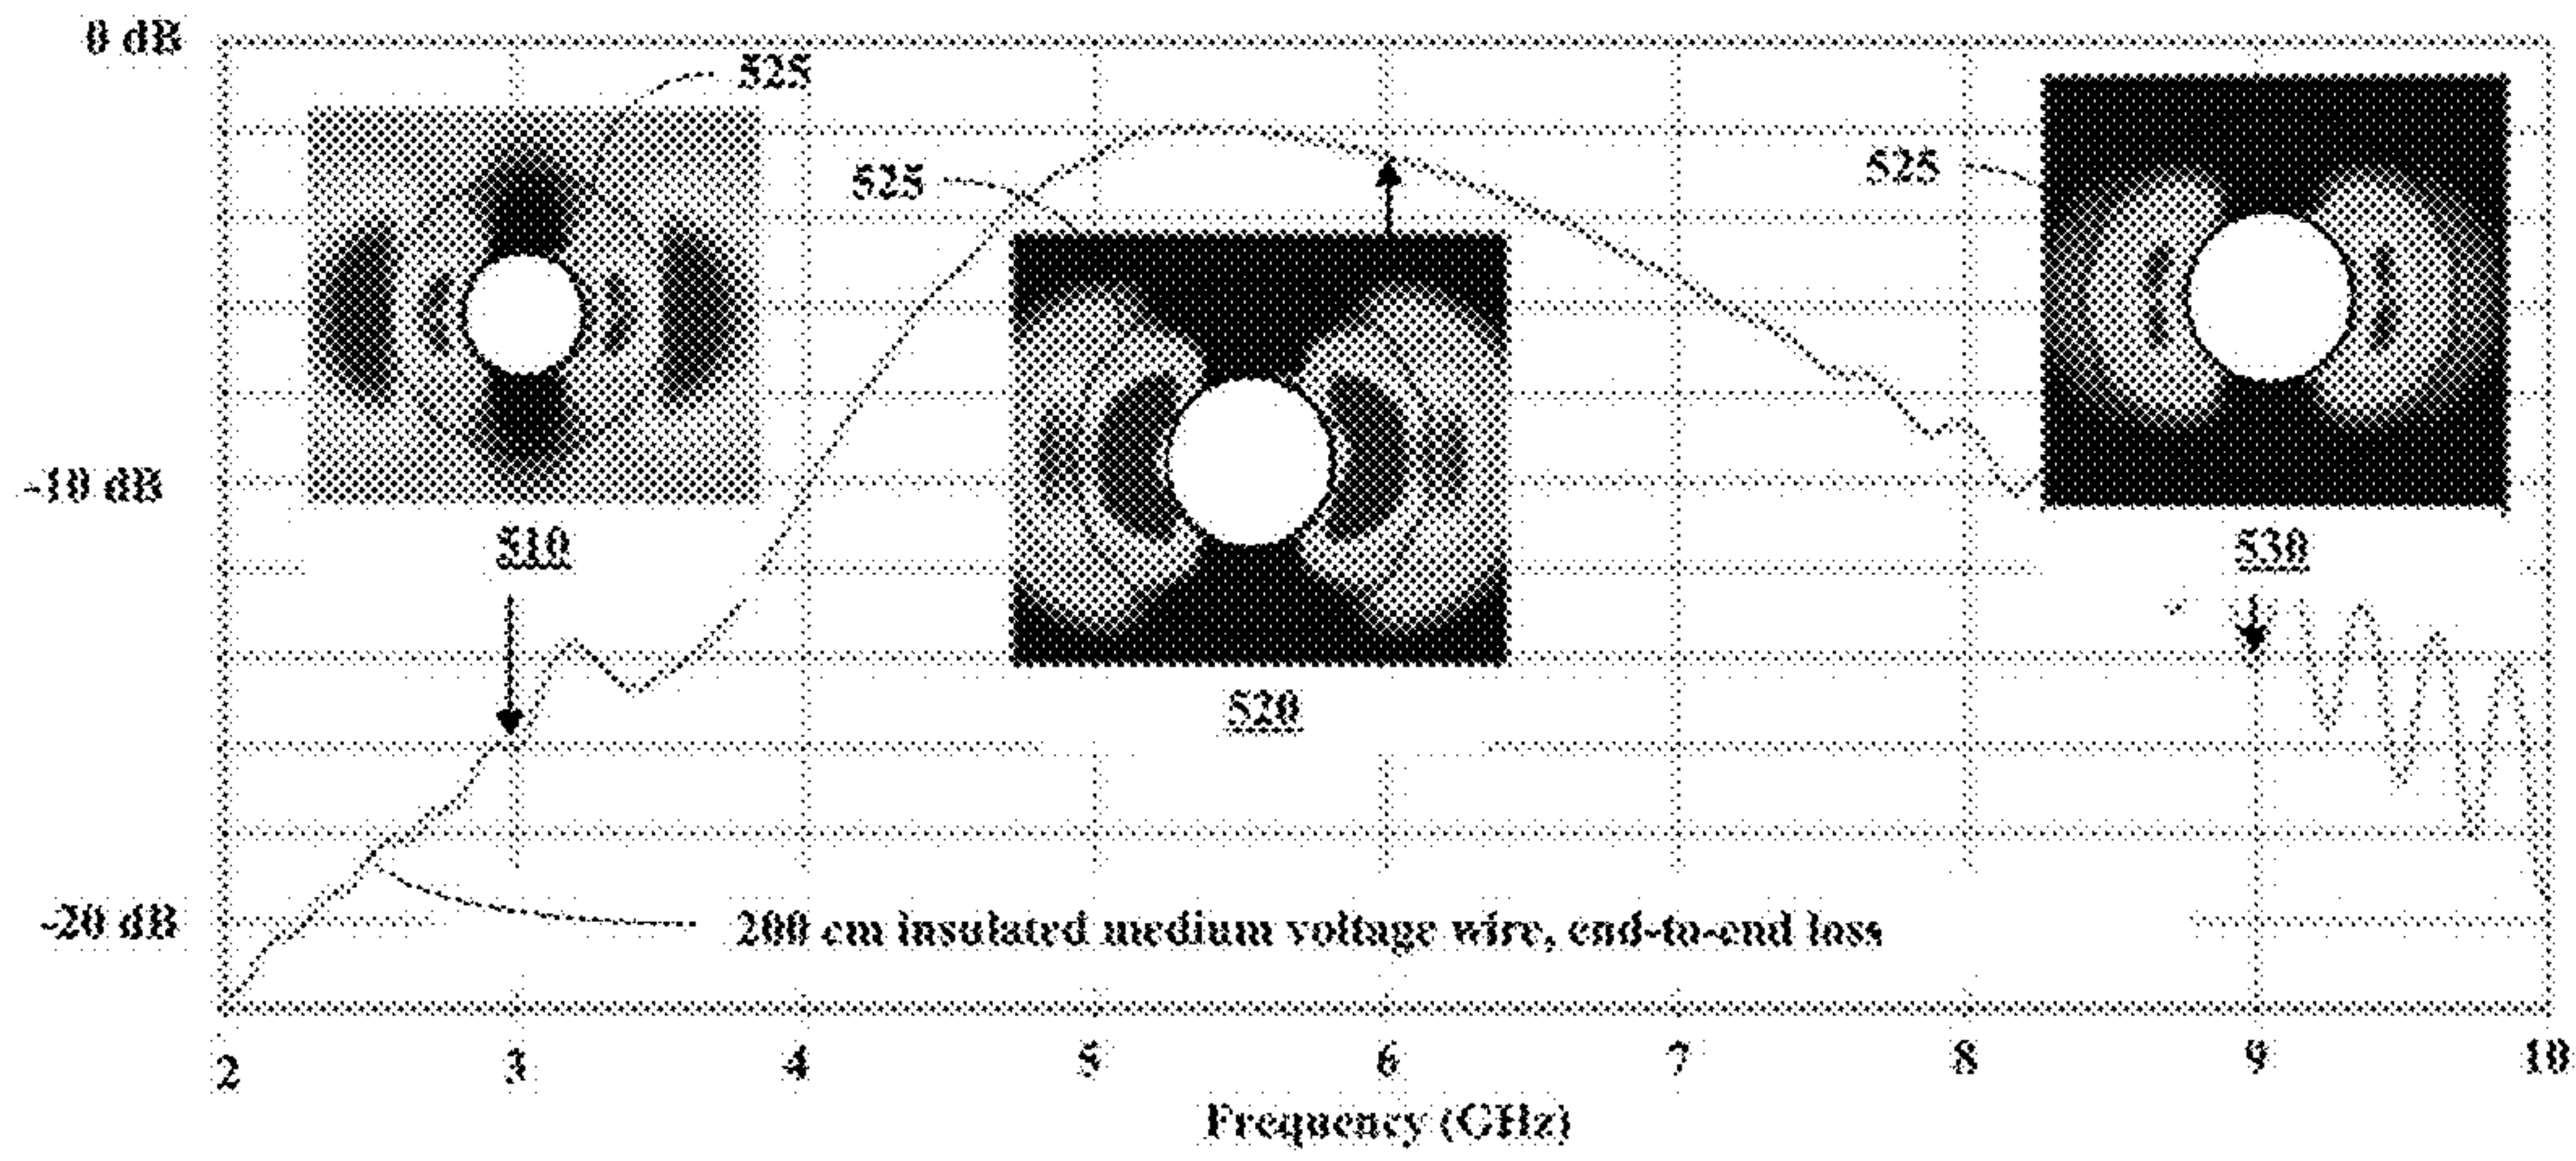 0 dB
525
525
525
-10 dB
510
530
520
-20 dB
200 cm insulated medium voltage wire, end-to-end loss
2 3 4 5 6 7 8 9 10
Frequency (GHz)